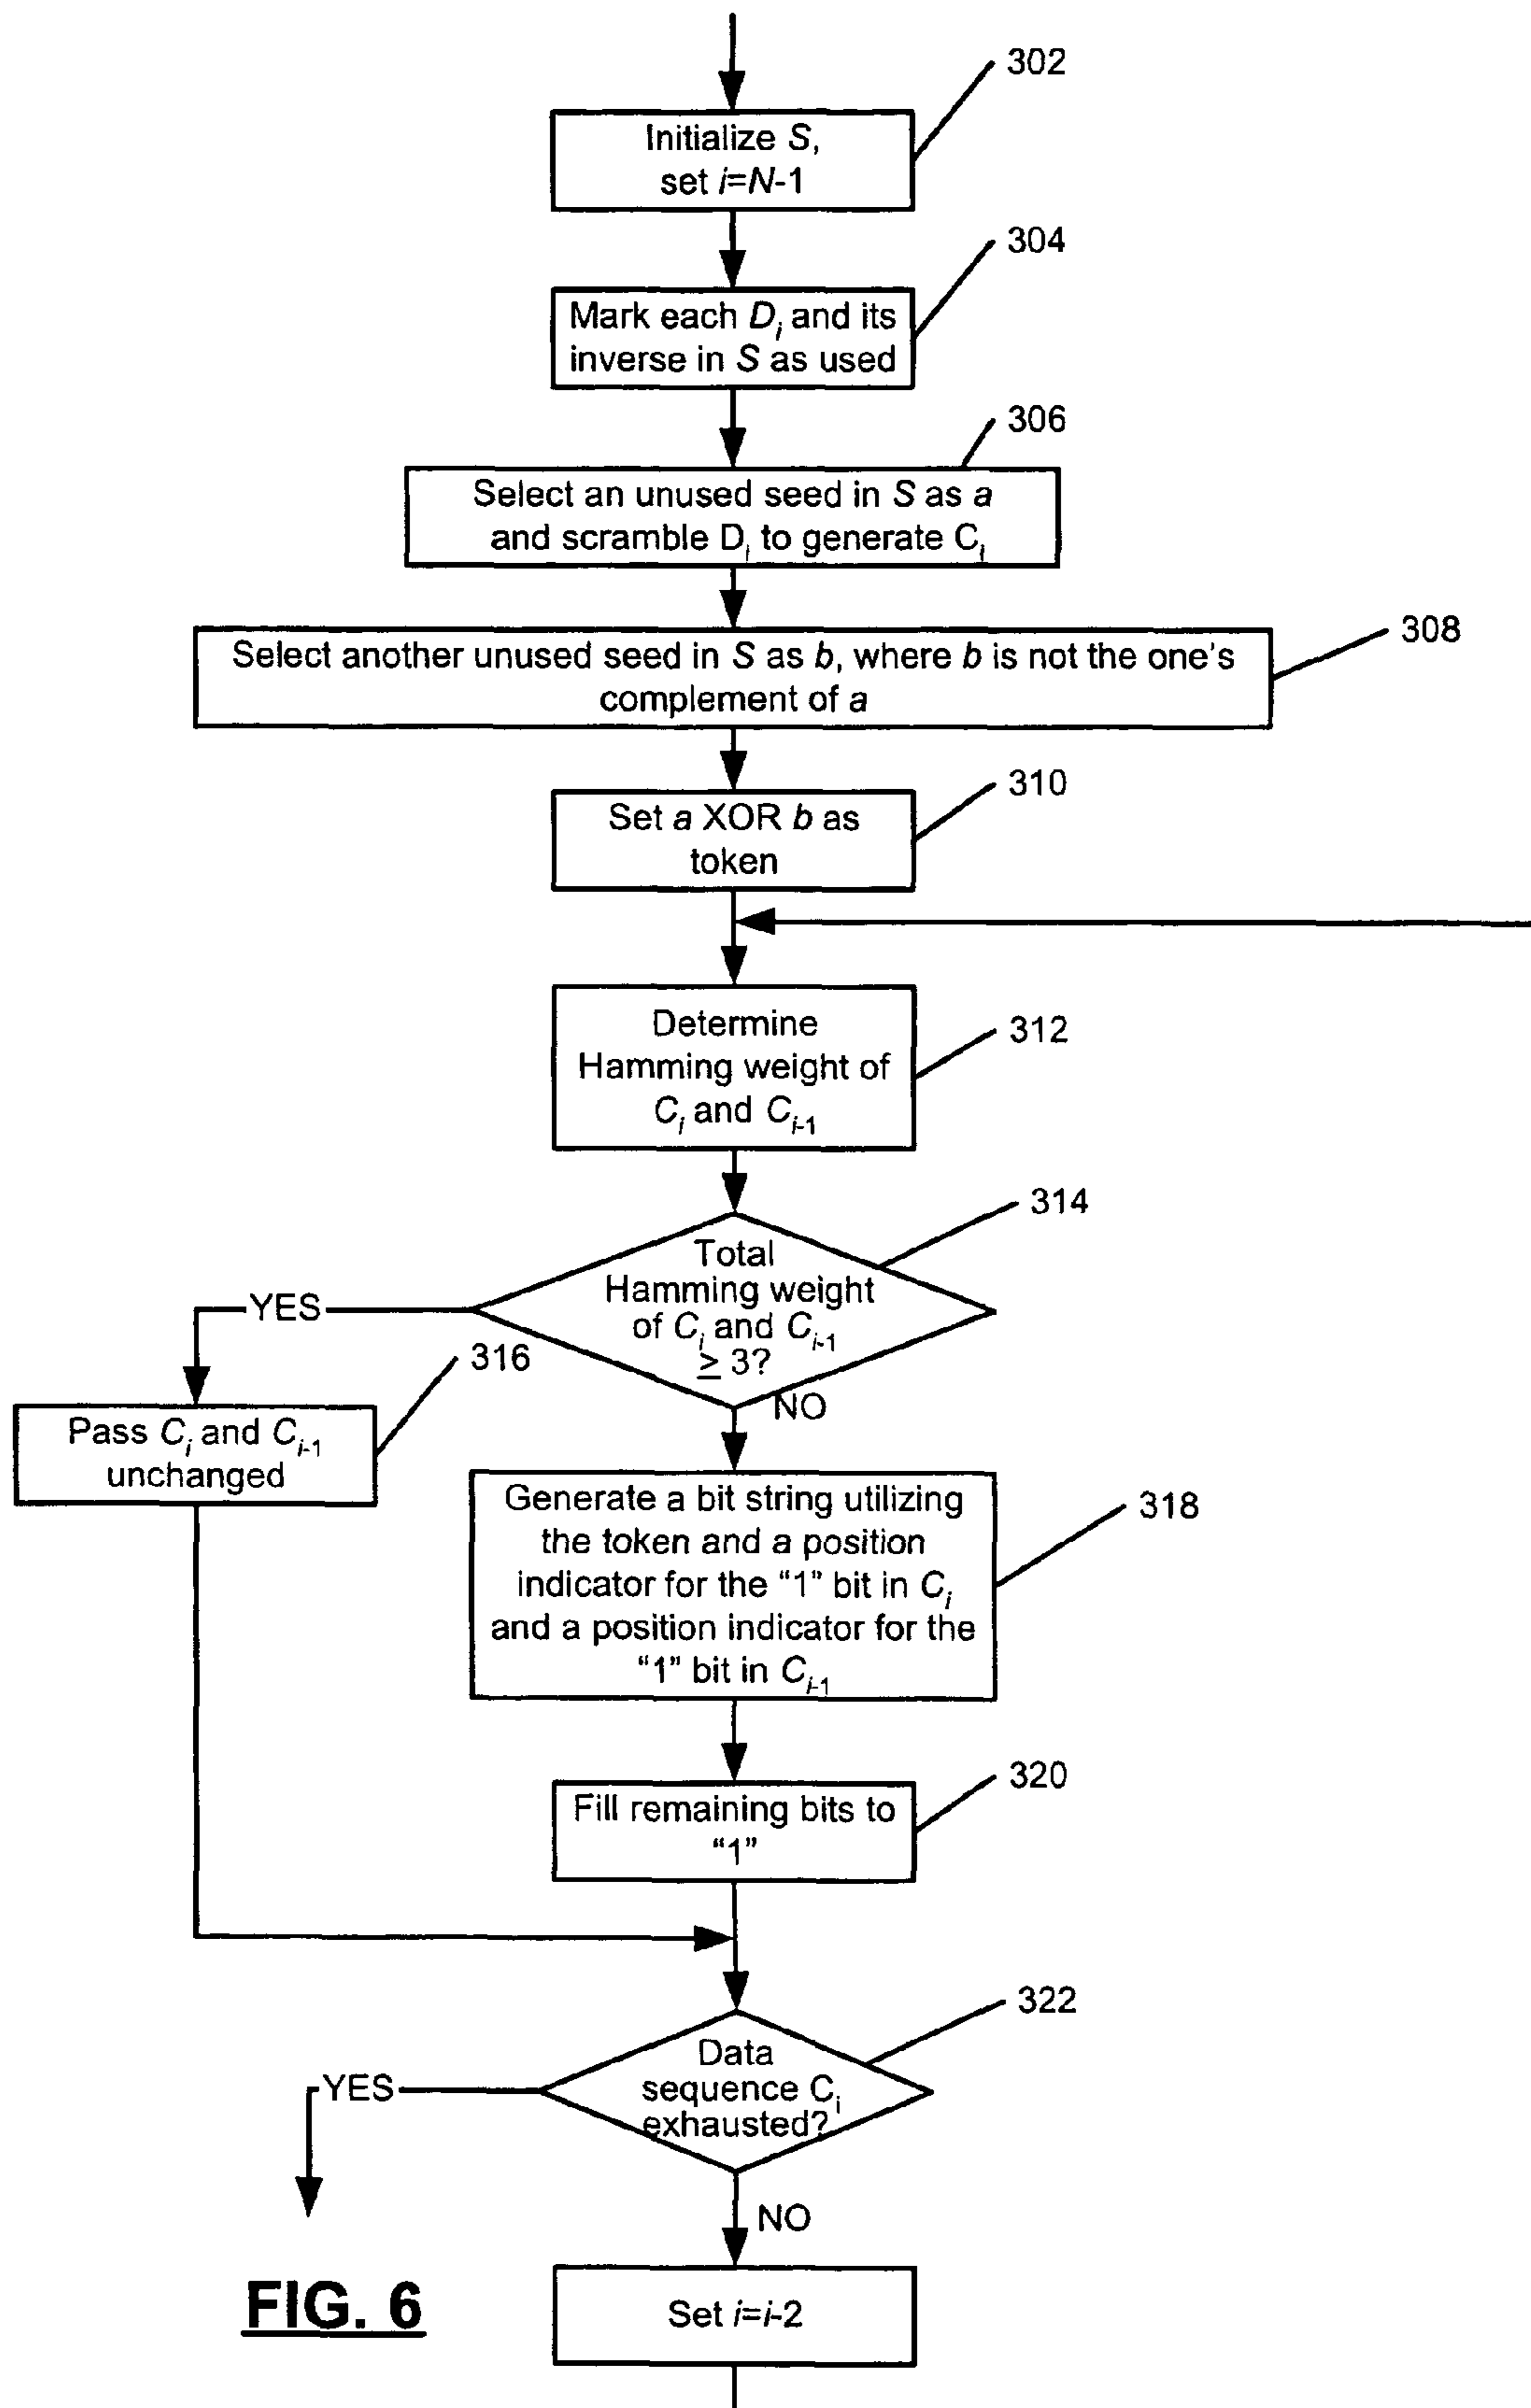 302
Initialize S,
set i=N-1
304
Mark each Di and its
inverse in S as used
306
Select an unused seed in S as a
and scramble Di to generate Ci
308
Select another unused seed in S as b, where b is not the one's
complement of a
310
Set a XOR b as
token
312
Determine
Hamming weight of
Ci and Ci-1
314
Total
Hamming weight
of Ci and Ci-1
≥ 3?
YES
NO
316
Pass Ci and Ci-1
unchanged
318
Generate a bit string utilizing
the token and a position
indicator for the “1” bit in Ci
and a position indicator for the
“1” bit in Ci-1
320
Fill remaining bits to
“1”
322
Data
sequence Ci
exhausted?
YES
NO
Set i=i-2
FIG. 6